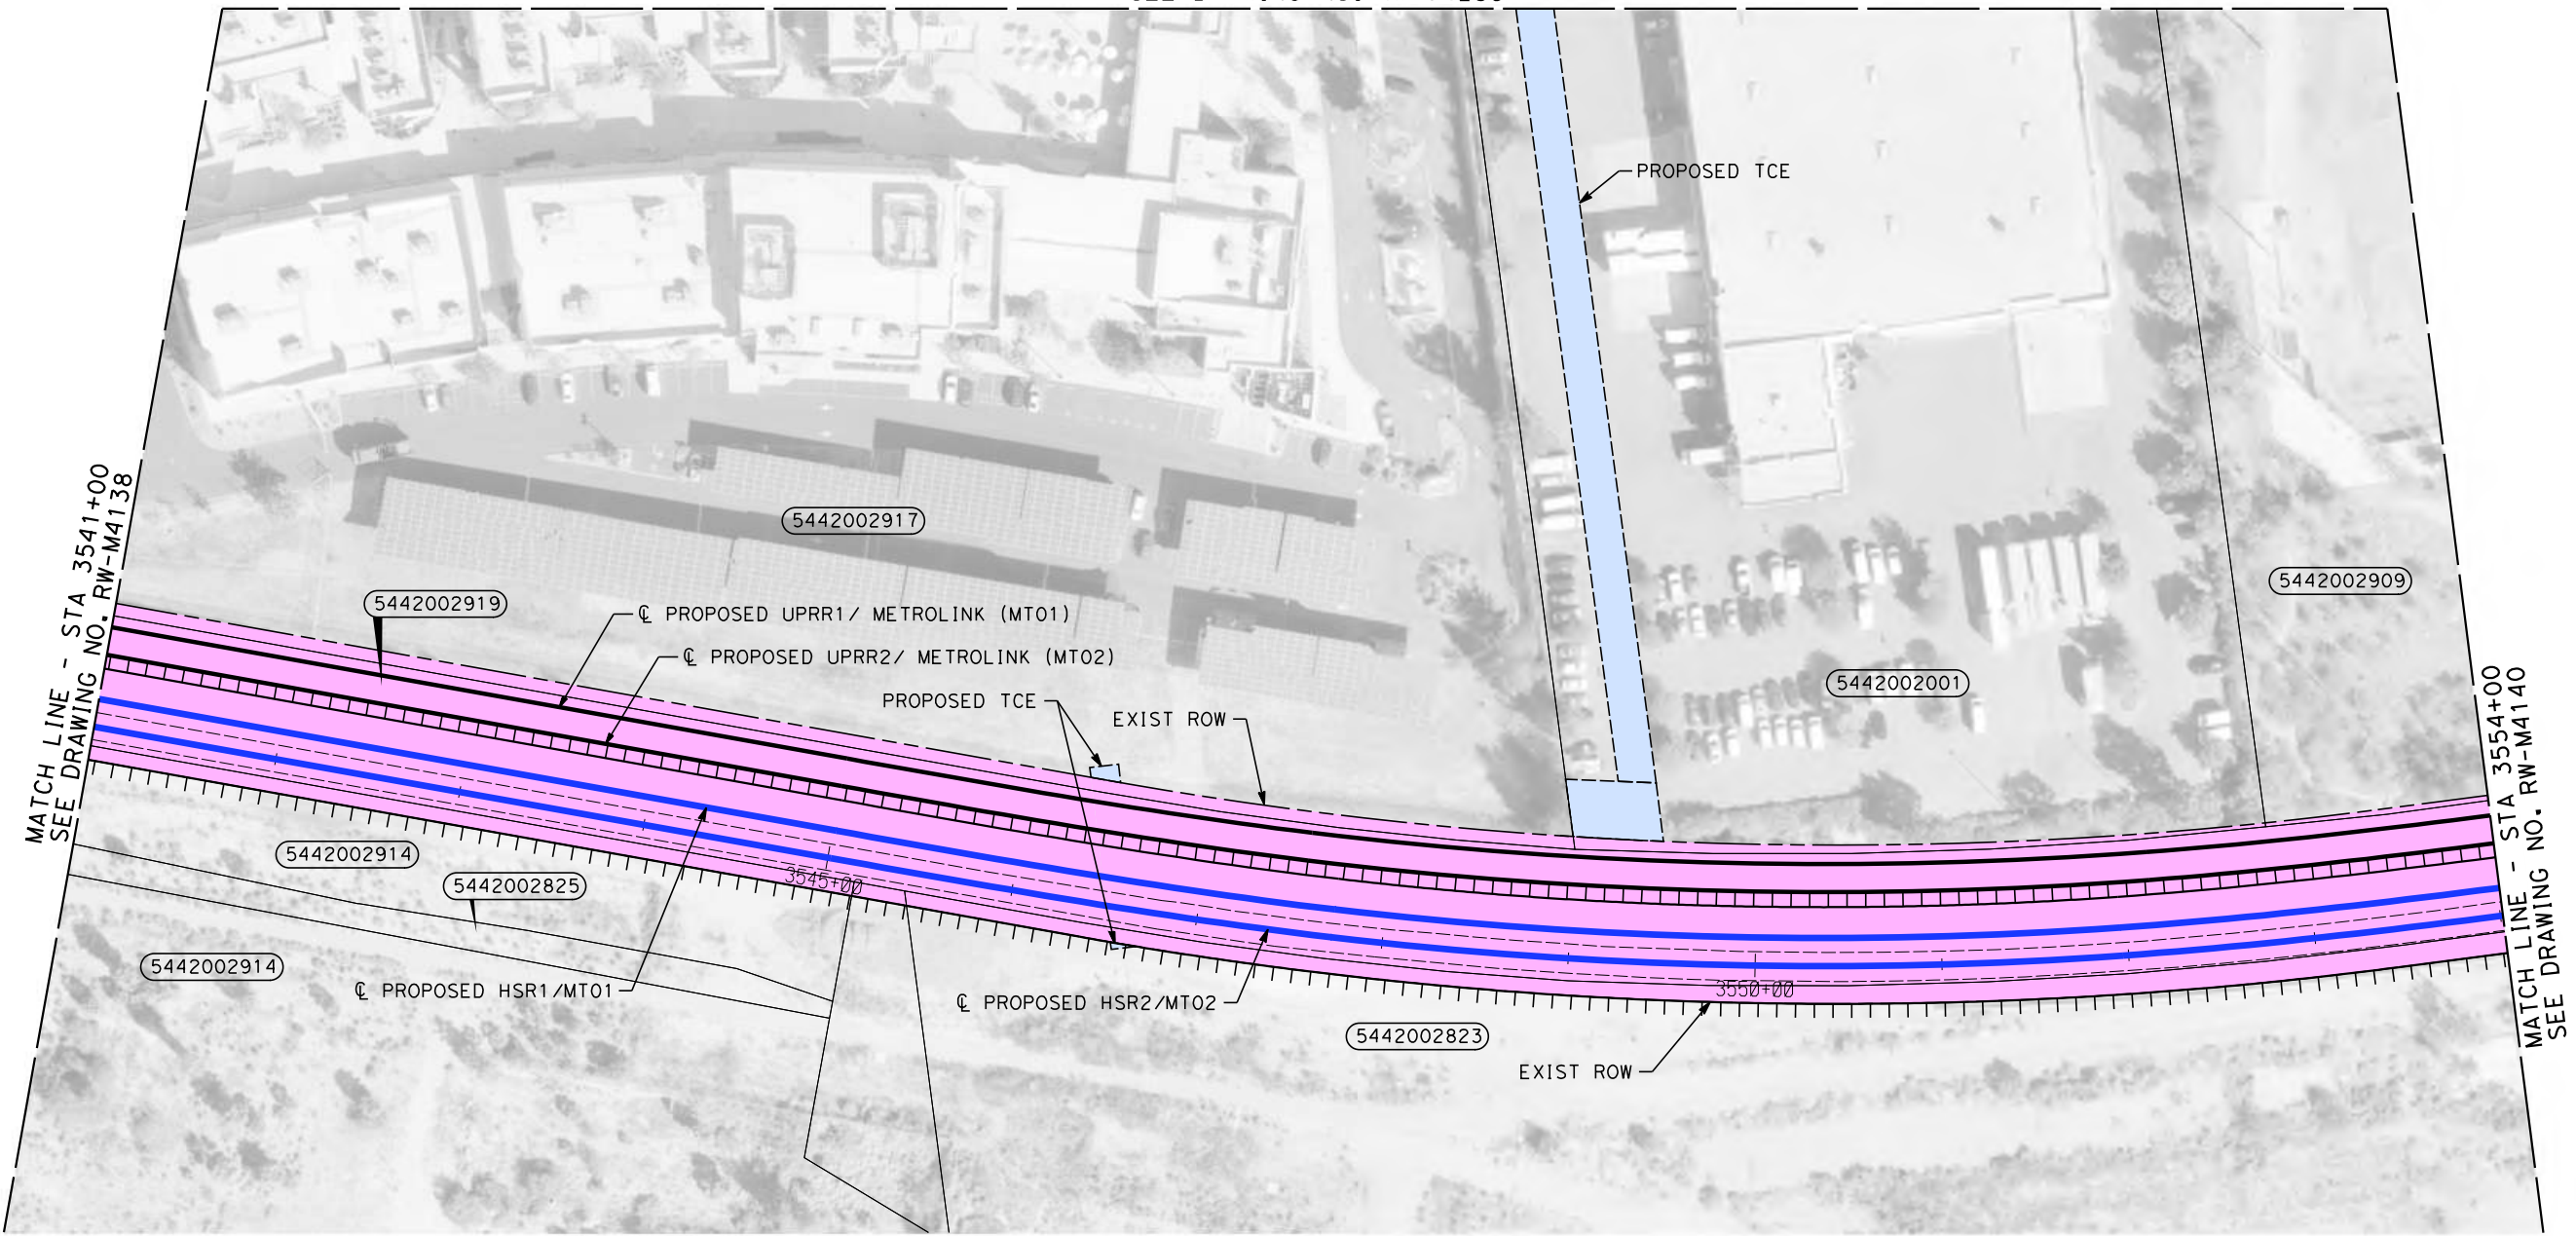 PROPOSED TCE
5442002917
5442002909
5442002919
℄ PROPOSED UPRR1/ METROLINK (MT01)
℄ PROPOSED UPRR2/ METROLINK (MT02)
PROPOSED TCE
EXIST ROW
5442002001
MATCH LINE - STA 3541+00
SEE DRAWING NO. RW-M4138
MATCH LINE - STA 3554+00
SEE DRAWING NO. RW-M4140
5442002914
5442002825
3545+00
5442002914
℄ PROPOSED HSR1/MT01
℄ PROPOSED HSR2/MT02
3550+00
5442002823
EXIST ROW